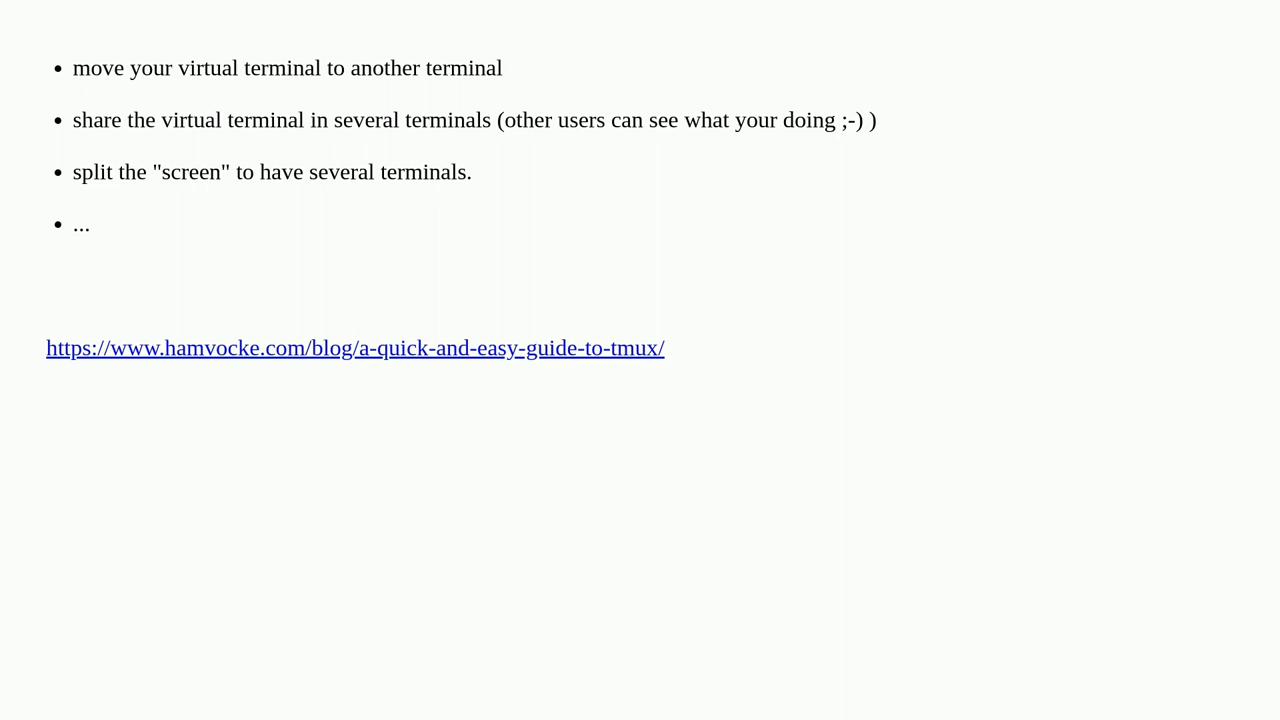 • move your virtual terminal to another terminal
• share the virtual terminal in several terminals (other users can see what your doing ;-) )
• split the "screen" to have several terminals.
• ...
https://www.hamvocke.com/blog/a-quick-and-easy-guide-to-tmux/